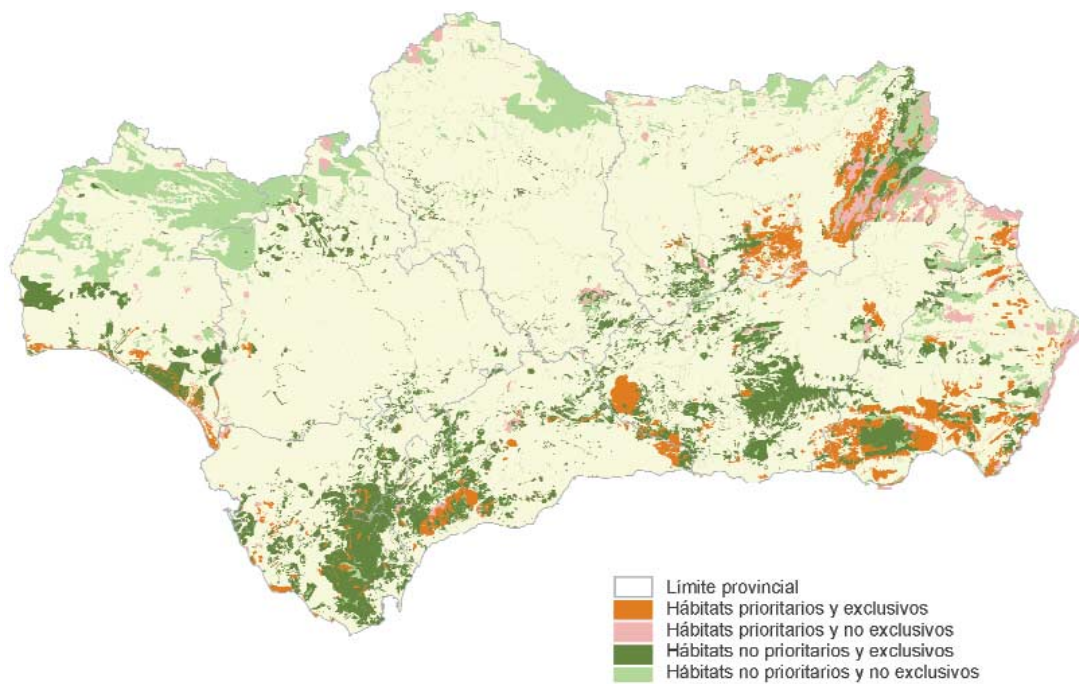 Límite provincial
Hábitats prioritarios y exclusivos
Hábitats prioritarios y no exclusivos
Hábitats no prioritarios y exclusivos
Hábitats no prioritarios y no exclusivos